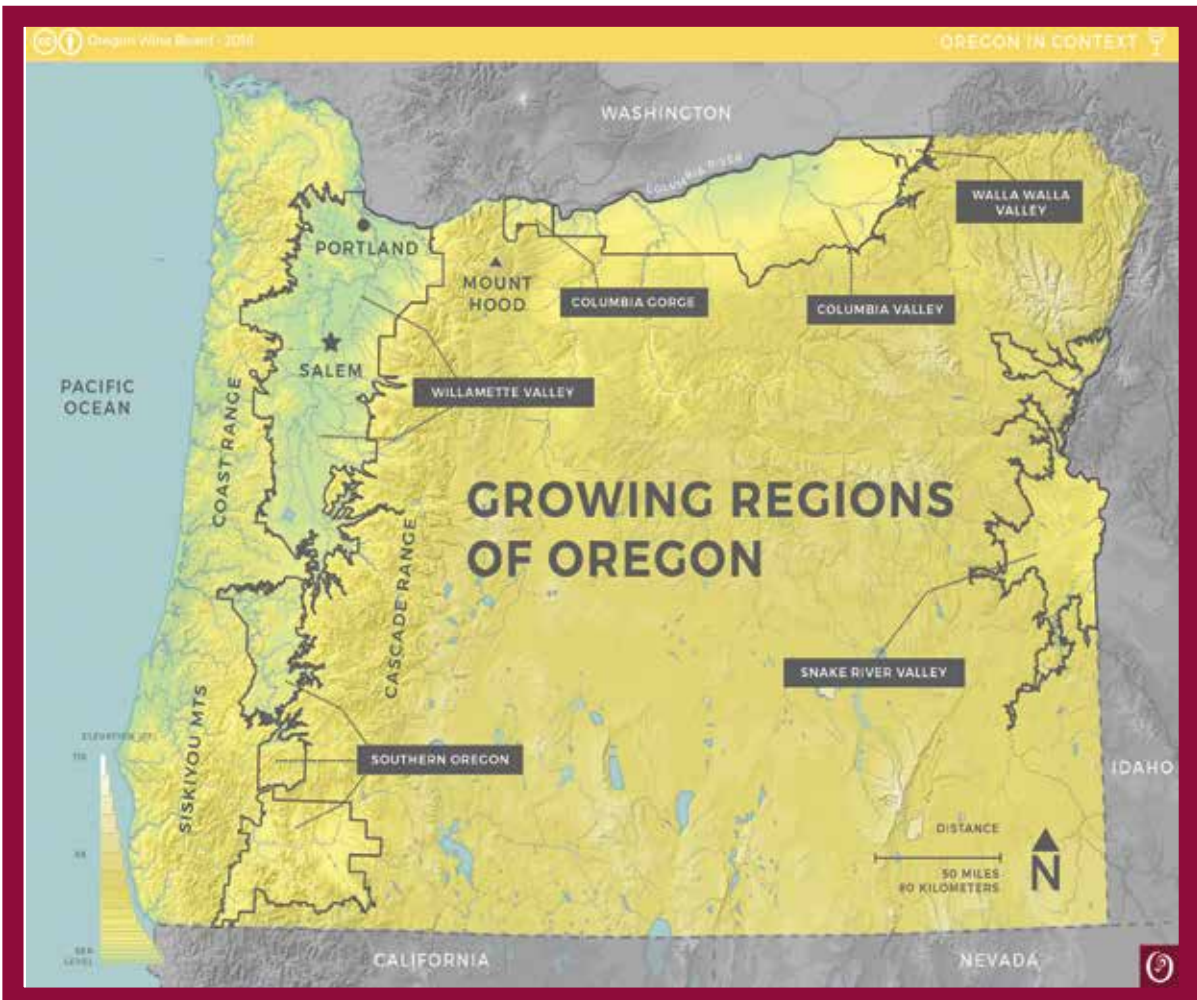 Oregon Wine Board - 2016
OREGON IN CONTEXT
WASHINGTON
COLUMBIA RIVER
WALLA WALLA
VALLEY
PORTLAND
MOUNT
HOOD
COLUMBIA GORGE
COLUMBIA VALLEY
SALEM
PACIFIC
OCEAN
WILLAMETTE VALLEY
COAST RANGE
GROWING REGIONS
OF OREGON
CASCADE RANGE
SNAKE RIVER VALLEY
SISKIYOU MTS
ELEVATION (FT)
SOUTHERN OREGON
IDAHO
DISTANCE
50 MILES
80 KILOMETERS
N
SEA
LEVEL
CALIFORNIA
NEVADA